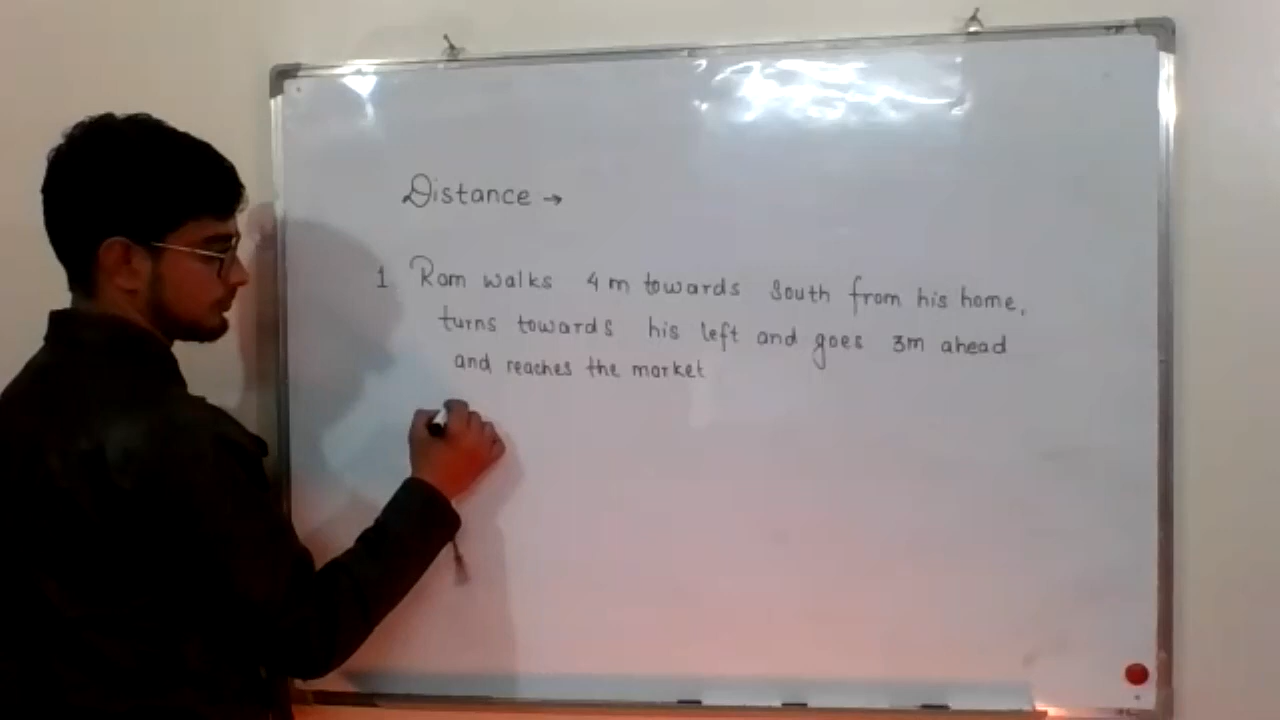 Distance →
1 Ram walks 4 m towards South from his home,
turns towards his left and goes 3m ahead
and reaches the market